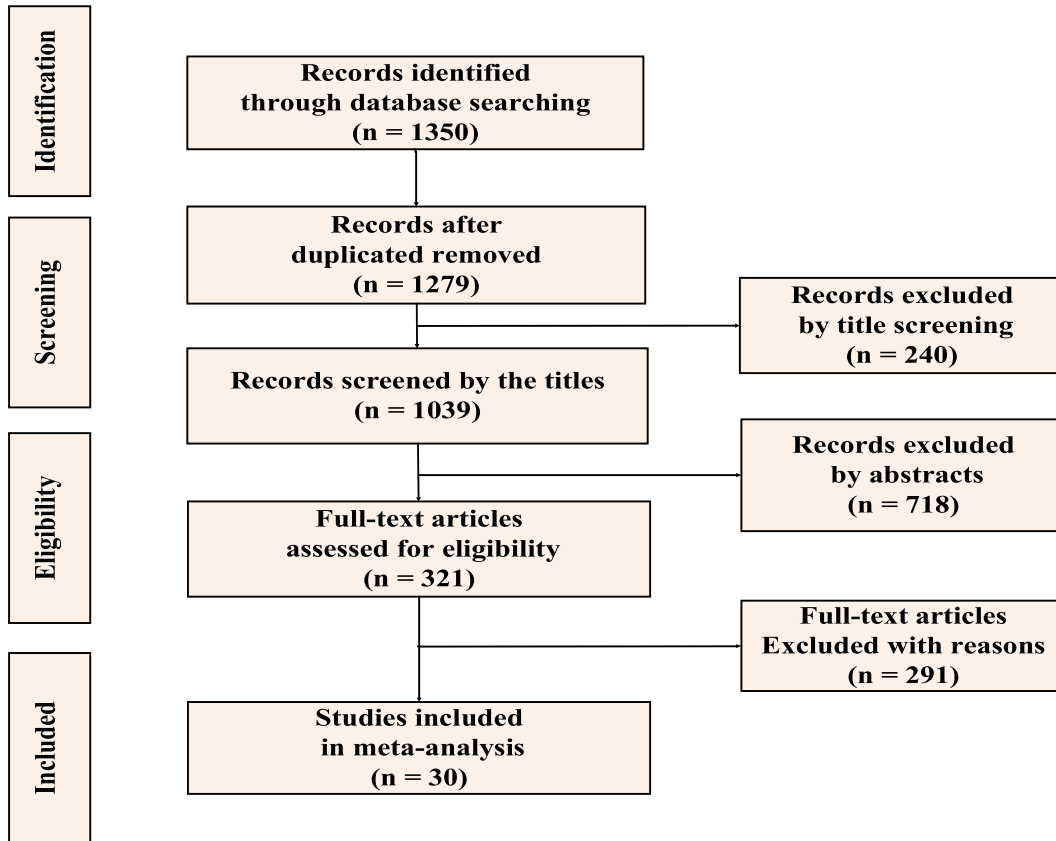 Identification
Records identified
through database searching
(n = 1350)
Screening
Records after
duplicated removed
(n = 1279)
Records excluded
by title screening
(n = 240)
Records screened by the titles
(n = 1039)
Eligibility
Records excluded
by abstracts
(n = 718)
Full-text articles
assessed for eligibility
(n = 321)
Full-text articles
Excluded with reasons
(n = 291)
Included
Studies included
in meta-analysis
(n = 30)